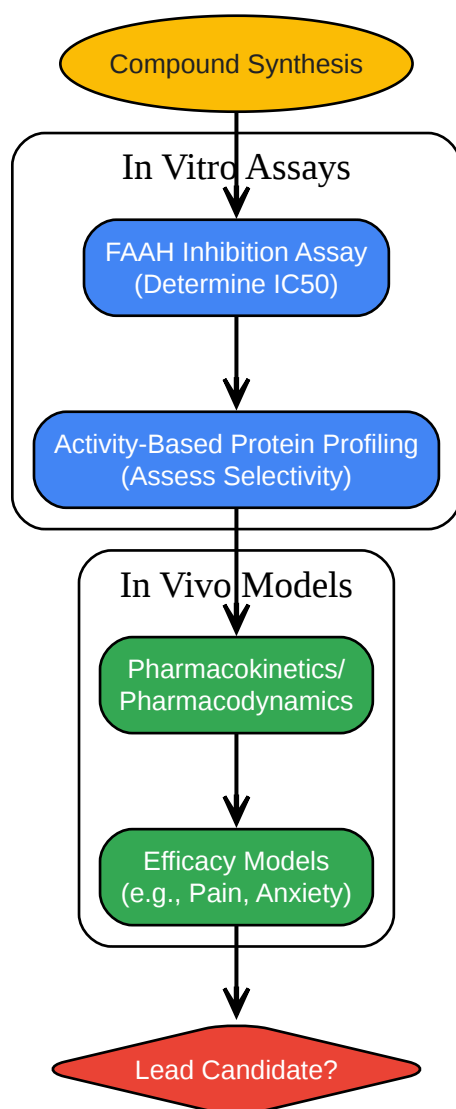 Compound Synthesis
In Vitro Assays
FAAH Inhibition Assay
(Determine IC50)
Activity-Based Protein Profiling
(Assess Selectivity)
In Vivo Models
Pharmacokinetics/
Pharmacodynamics
Efficacy Models
(e.g., Pain, Anxiety)
Lead Candidate?